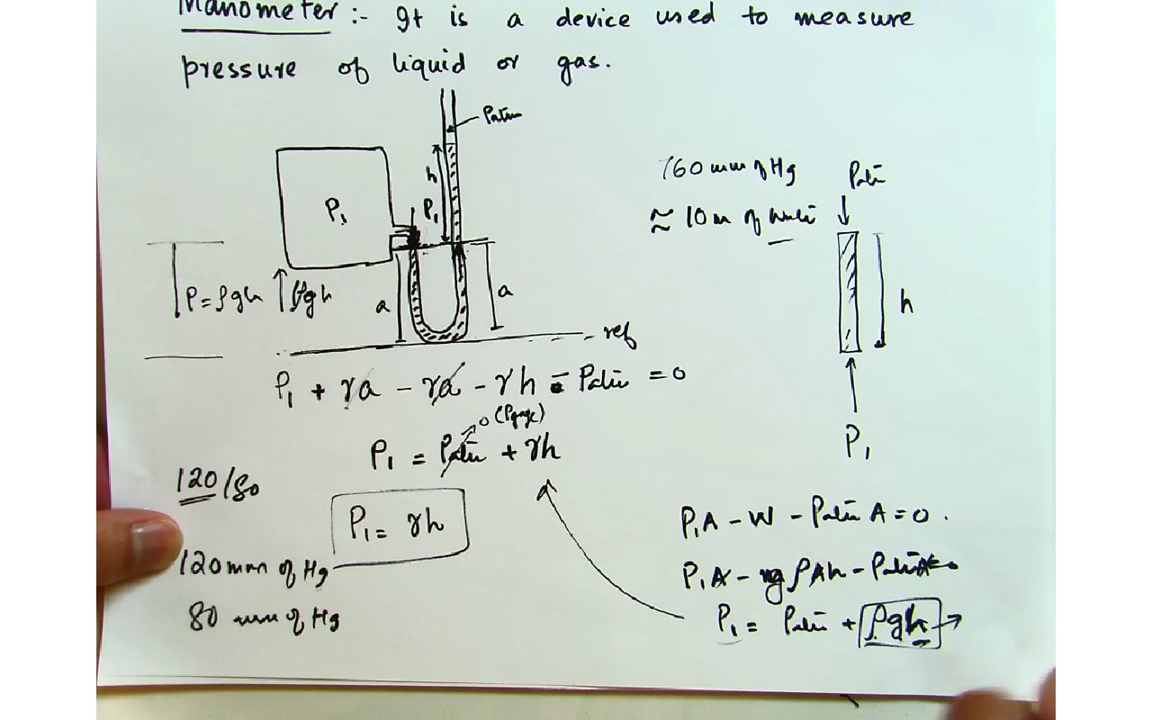 Manometer :- It is a device used to measure
pressure of liquid or gas.
Patm
h
P₁
P₁
a
a
P = ρgh
ρgh
ref
P₁ + γa - γa - γh - Patm = 0
0 (Pgage)
P₁ = Patm + γh
P₁ = γh
120/80
120 mm of Hg
80 mm of Hg
760 mm of Hg
≈ 10 m of water
Patm
h
P₁
P₁A - W - Patm A = 0.
P₁A - g ρAh - Patm A =
P₁ = Patm + ρgh